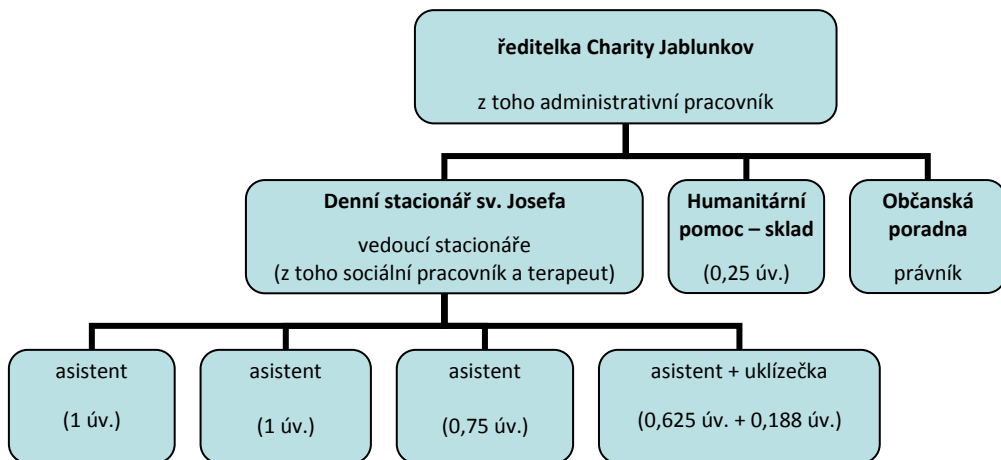 ředitelka Charity Jablunkov
z toho administrativní pracovník
Denní stacionář sv. Josefa
vedoucí stacionáře
(z toho sociální pracovník a terapeut)
Humanitární
pomoc – sklad
(0,25 úv.)
Občanská
poradna
právník
asistent
(1 úv.)
asistent
(1 úv.)
asistent
(0,75 úv.)
asistent + uklízečka
(0,625 úv. + 0,188 úv.)